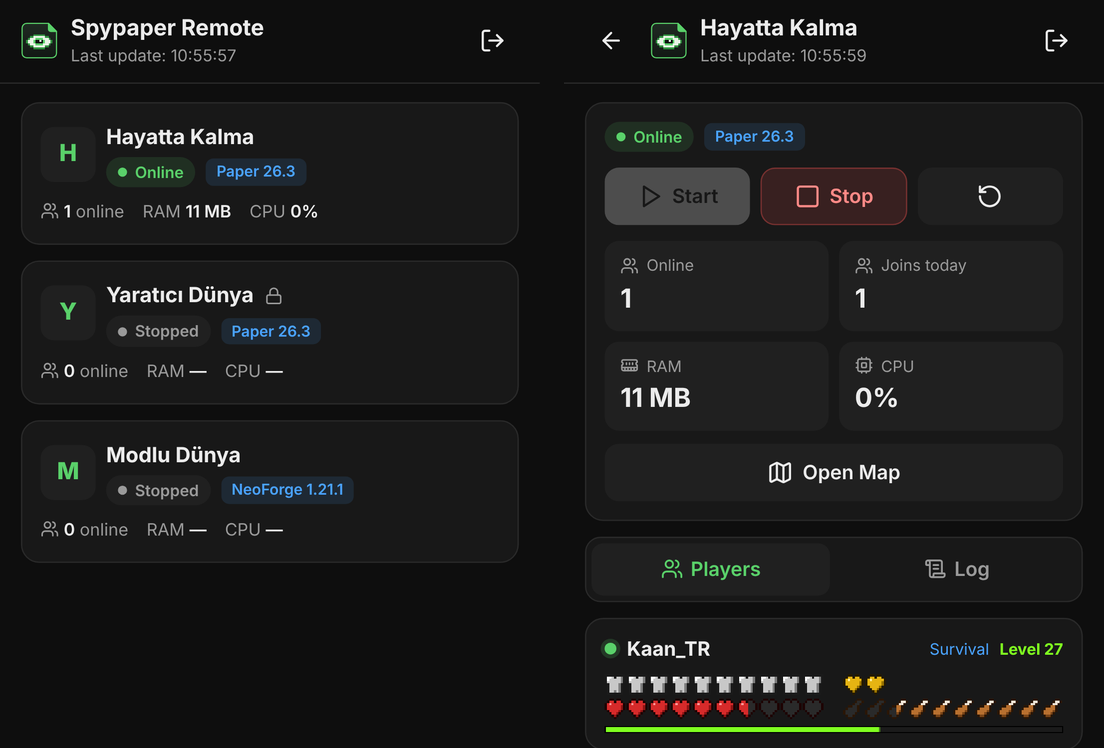 Spypaper Remote
Last update: 10:55:57
Hayatta Kalma
Online
Paper 26.3
1 online RAM 11 MB CPU 0%
Yaratıcı Dünya
Stopped
Paper 26.3
0 online RAM — CPU —
Modlu Dünya
Stopped
NeoForge 1.21.1
0 online RAM — CPU —
Hayatta Kalma
Last update: 10:55:59
Online
Paper 26.3
Start
Stop
Online
1
Joins today
1
RAM
11 MB
CPU
0%
Open Map
Players
Log
Kaan_TR
Survival Level 27
H
Y
M